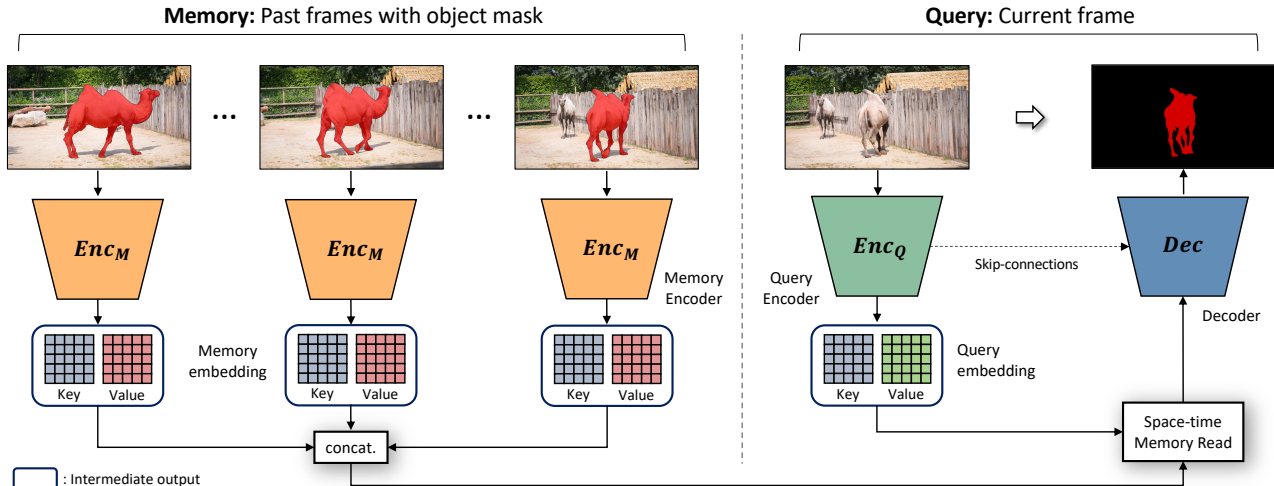 Memory: Past frames with object mask
Query: Current frame
...
...
Enc_M
Enc_M
Enc_M
Memory
Encoder
Enc_Q
Query
Encoder
Skip-connections
Dec
Decoder
Key Value
Memory
embedding
Key Value
Key Value
Key Value
Query
embedding
concat.
Space-time
Memory Read
: Intermediate output